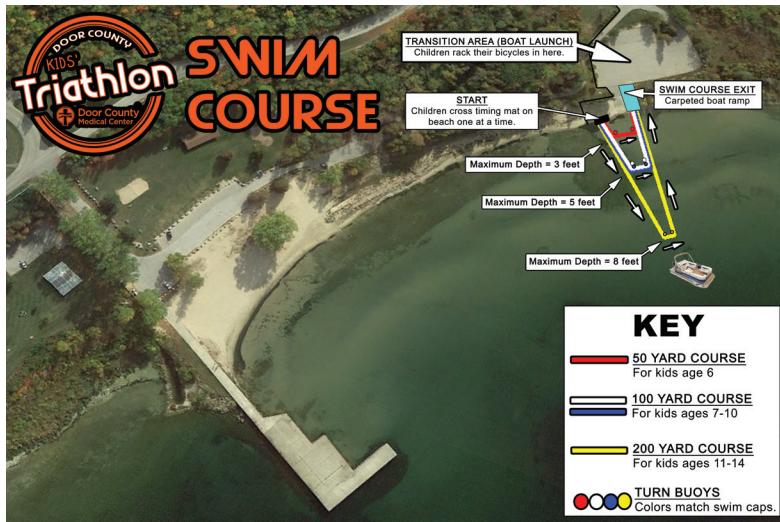 DOOR COUNTY
KIDS'
Triathlon
Door County
Medical Center
SWIM
COURSE
TRANSITION AREA (BOAT LAUNCH)
Children rack their bicycles in here.
SWIM COURSE EXIT
Carpeted boat ramp
START
Children cross timing mat on
beach one at a time.
Maximum Depth = 3 feet
Maximum Depth = 5 feet
Maximum Depth = 8 feet
KEY
50 YARD COURSE
For kids age 6
100 YARD COURSE
For kids ages 7-10
200 YARD COURSE
For kids ages 11-14
TURN BUOYS
Colors match swim caps.